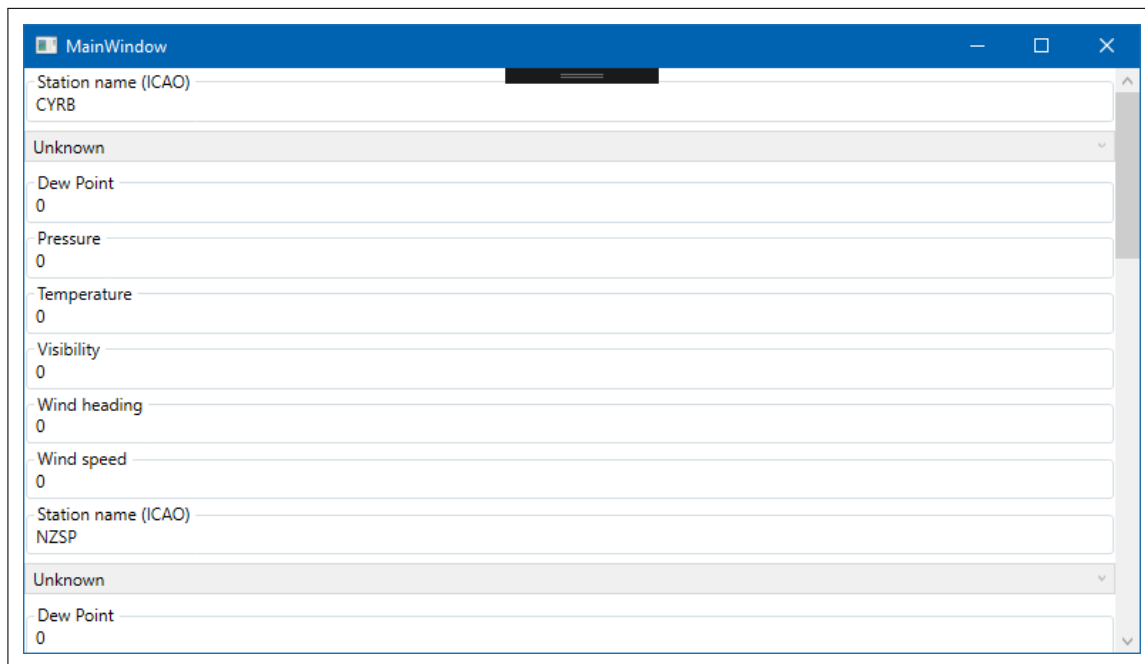 MainWindow
Station name (ICAO)
CYRB
Unknown
Dew Point
0
Pressure
0
Temperature
0
Visibility
0
Wind heading
0
Wind speed
0
Station name (ICAO)
NZSP
Unknown
Dew Point
0